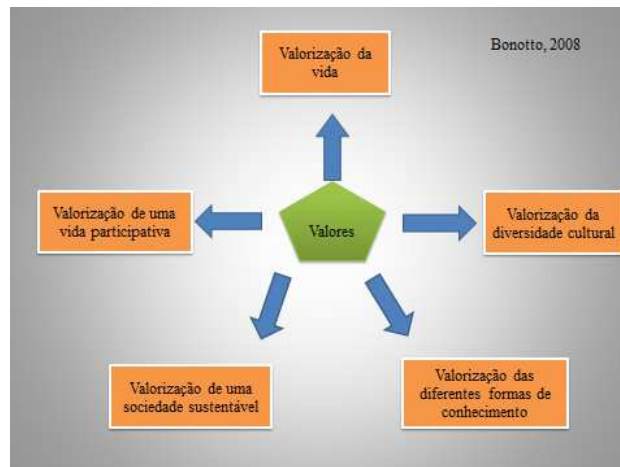 Bonotto, 2008
Valorização da
vida
Valorização de uma
vida participativa
Valores
Valorização da
diversidade cultural
Valorização de uma
sociedade sustentável
Valorização das
diferentes formas de
conhecimento